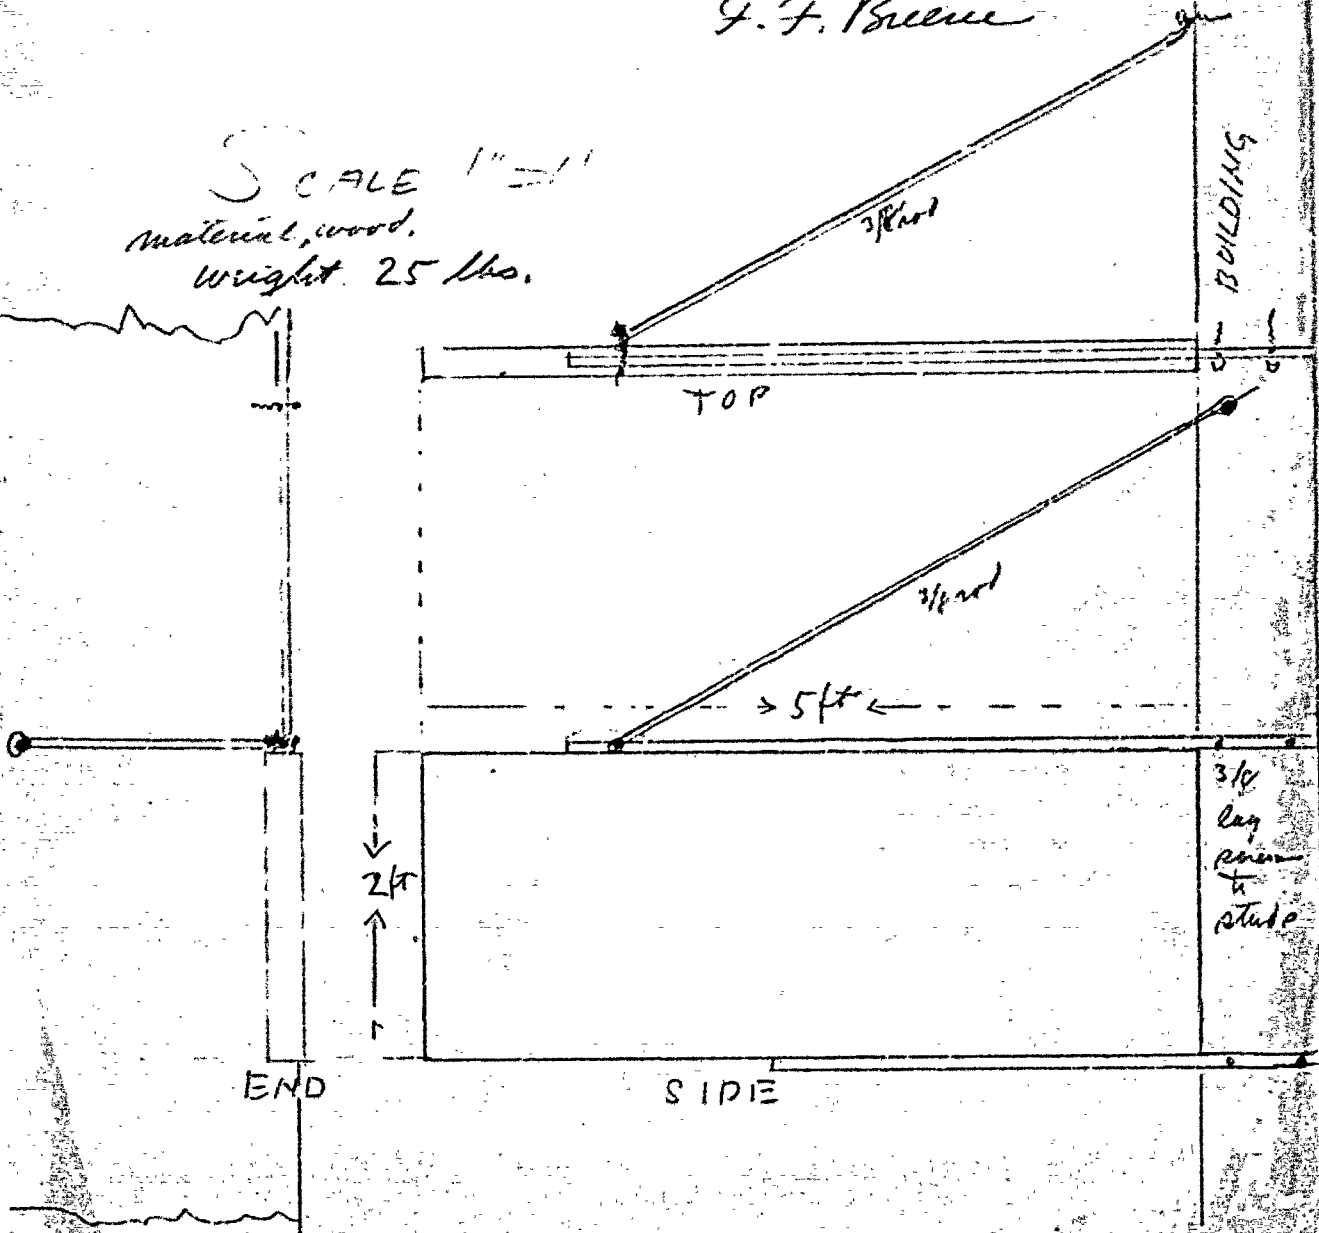 F. F. Breene
SCALE 1" = 1'
material, wood.
weight 25 lbs.
3/8 rod
BUILDING
TOP
3/8 rod
5 ft
2 ft
3/8
lag
screws
to
studs
END
SIDE